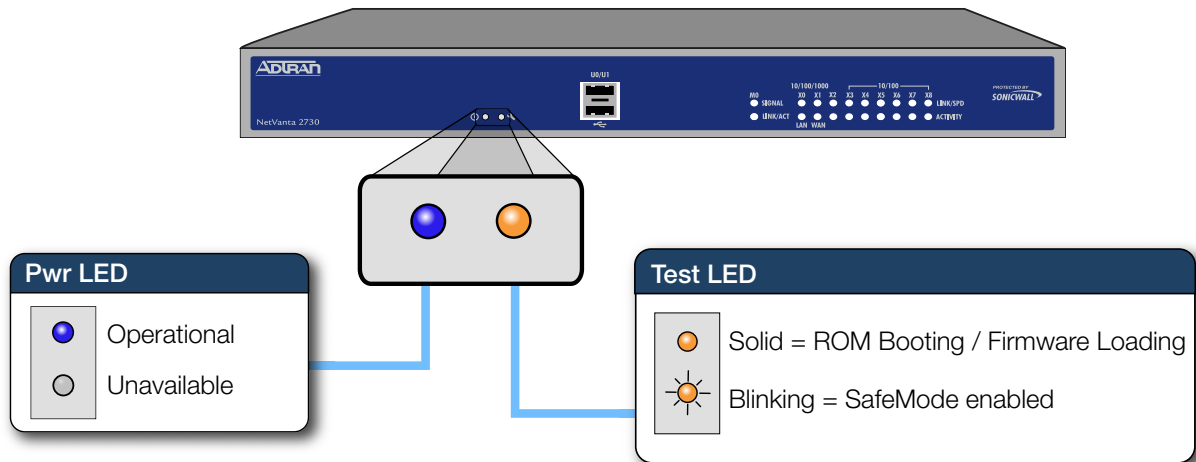 ADTRAN
NetVanta 2730
U0/U1
10/100/1000
10/100
M0 X0 X1 X2 X3 X4 X5 X6 X7 X8
SIGNAL
LINK/SPD
LINK/ACT
ACTIVITY
LAN WAN
PROTECTED BY
SONICWALL
Pwr LED
Operational
Unavailable
Test LED
Solid = ROM Booting / Firmware Loading
Blinking = SafeMode enabled